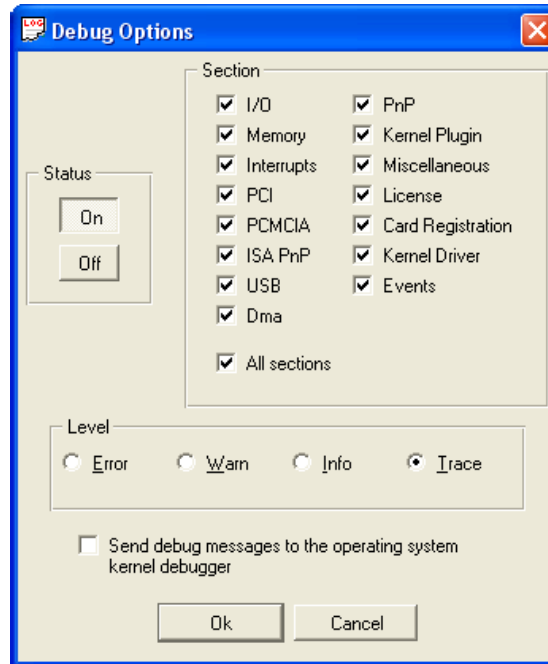 LOG
Debug Options
Section
I/O
Memory
Interrupts
PCI
PCMCIA
ISA PnP
USB
Dma
All sections
PnP
Kernel Plugin
Miscellaneous
License
Card Registration
Kernel Driver
Events
Status
On
Off
Level
Error
Warn
Info
Trace
Send debug messages to the operating system
kernel debugger
Ok
Cancel